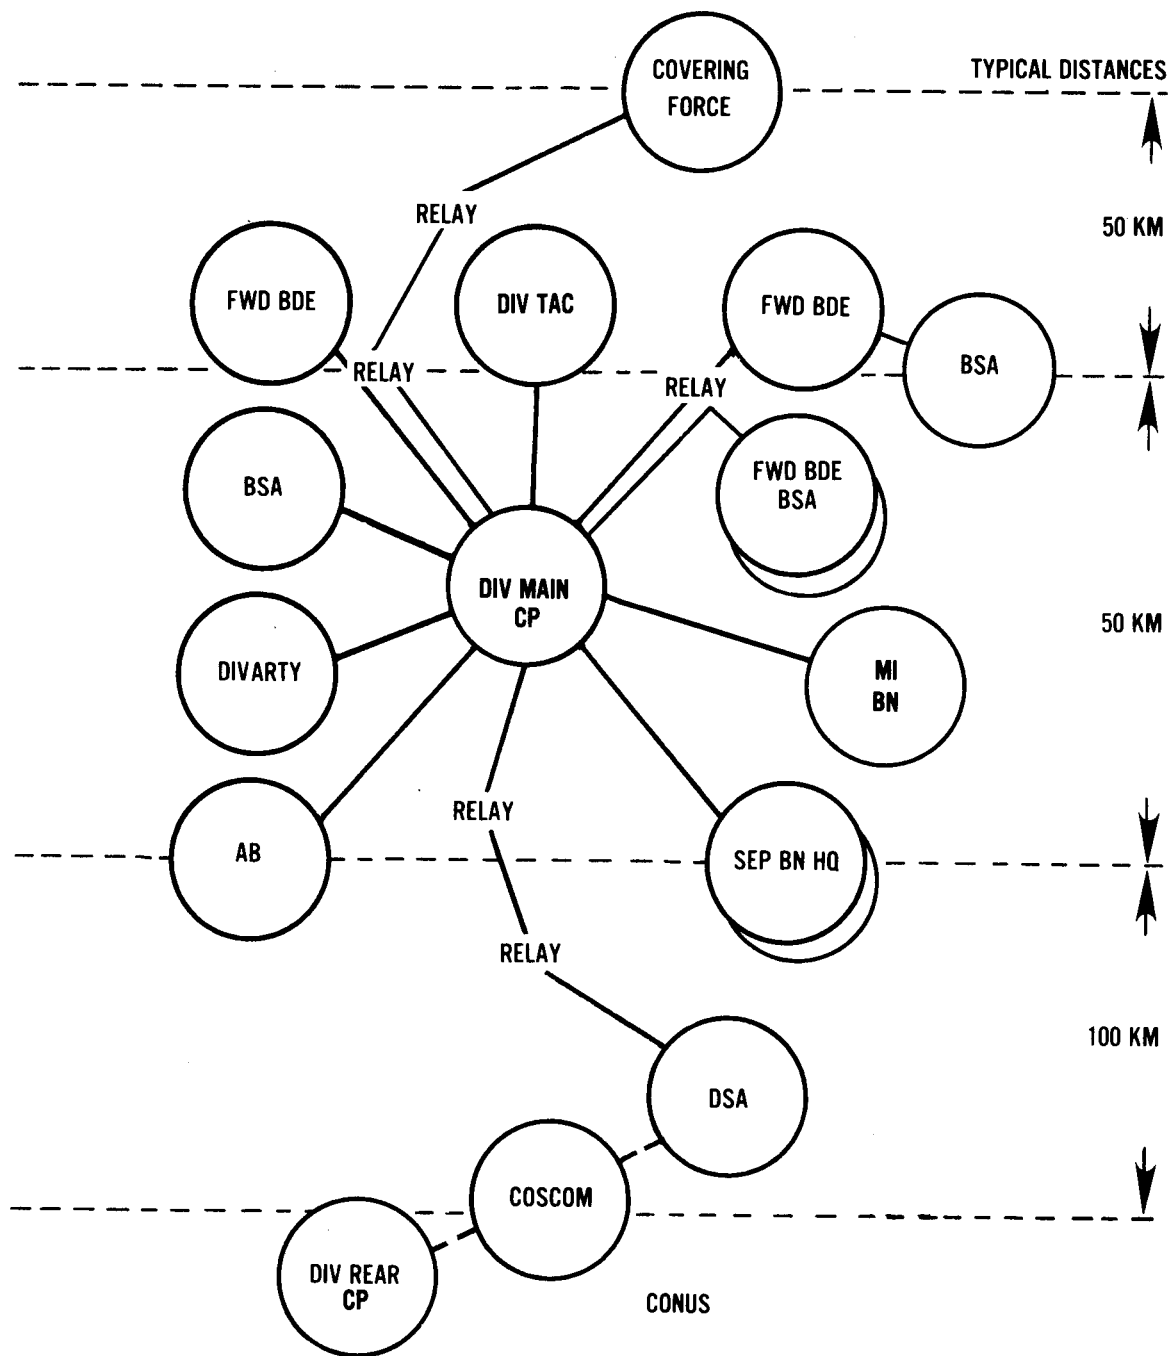 COVERING
FORCE
TYPICAL DISTANCES
RELAY
50 KM
FWD BDE
DIV TAC
FWD BDE
RELAY
RELAY
BSA
BSA
FWD BDE
BSA
DIV MAIN
CP
50 KM
DIVARTY
MI
BN
RELAY
AB
SEP BN HQ
RELAY
100 KM
DSA
COSCOM
DIV REAR
CP
CONUS